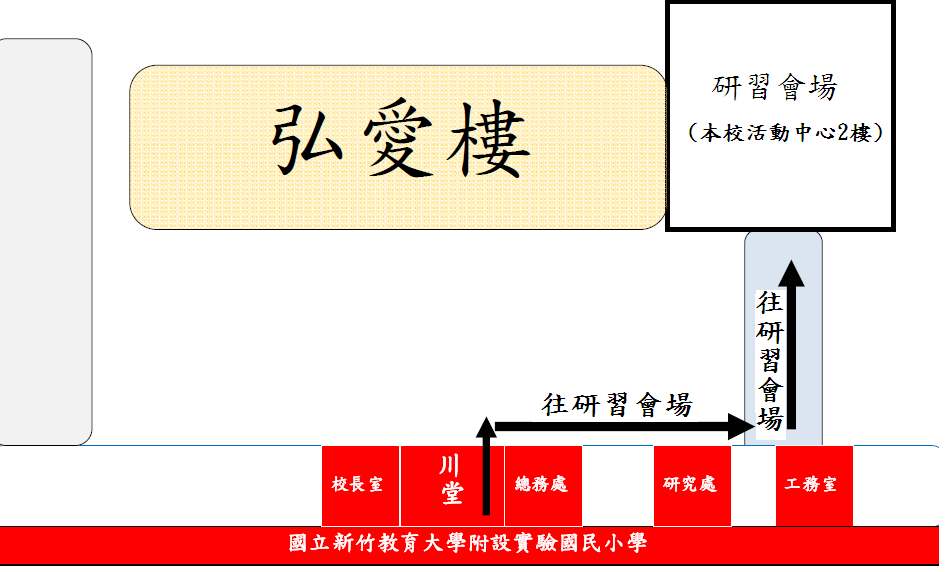 弘愛樓
研習會場
（本校活動中心2樓）
往研習會場
往研習會場
校長室
川堂
總務處
研究處
工務室
國立新竹教育大學附設實驗國民小學